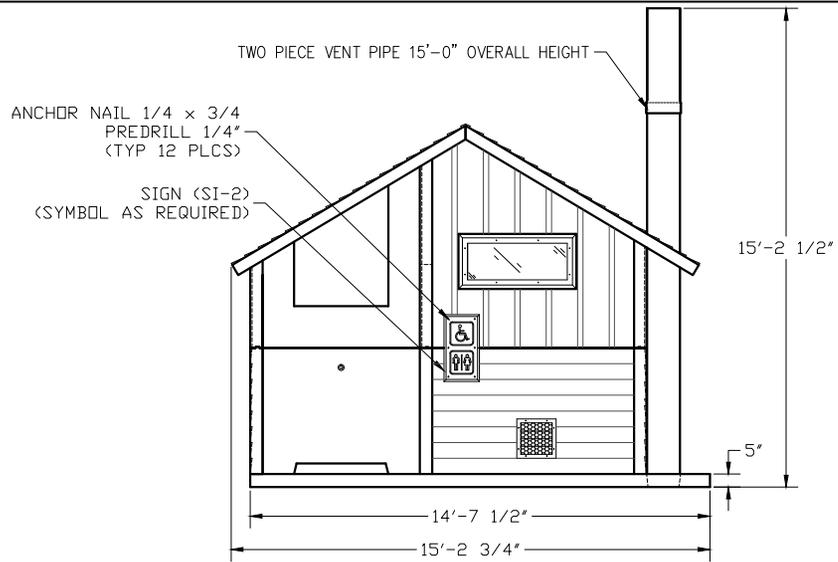 TWO PIECE VENT PIPE 15'-0" OVERALL HEIGHT
ANCHOR NAIL 1/4 x 3/4
PREDRILL 1/4"
(TYP 12 PLCS)
SIGN (SI-2)
(SYMBOL AS REQUIRED)
15'-2 1/2"
5"
14'-7 1/2"
15'-2 3/4"